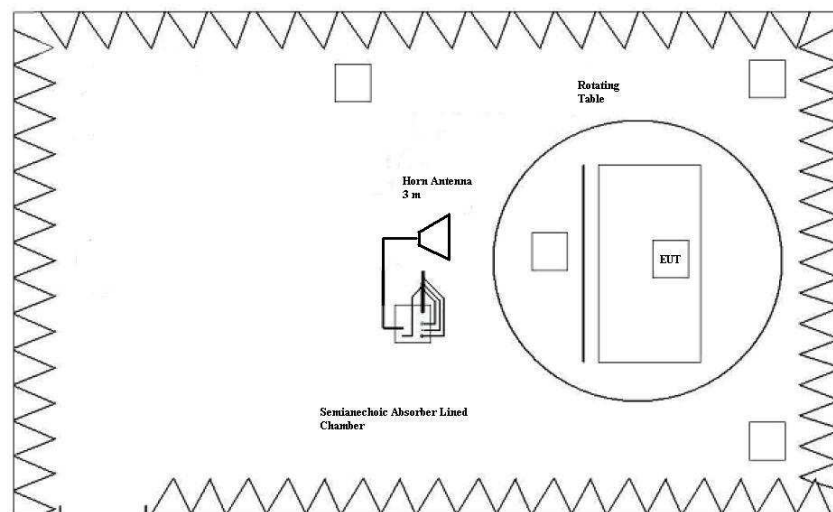 Rotating
Table
Horn Antenna
3 m
EUT
Semianechoic Absorber Lined
Chamber